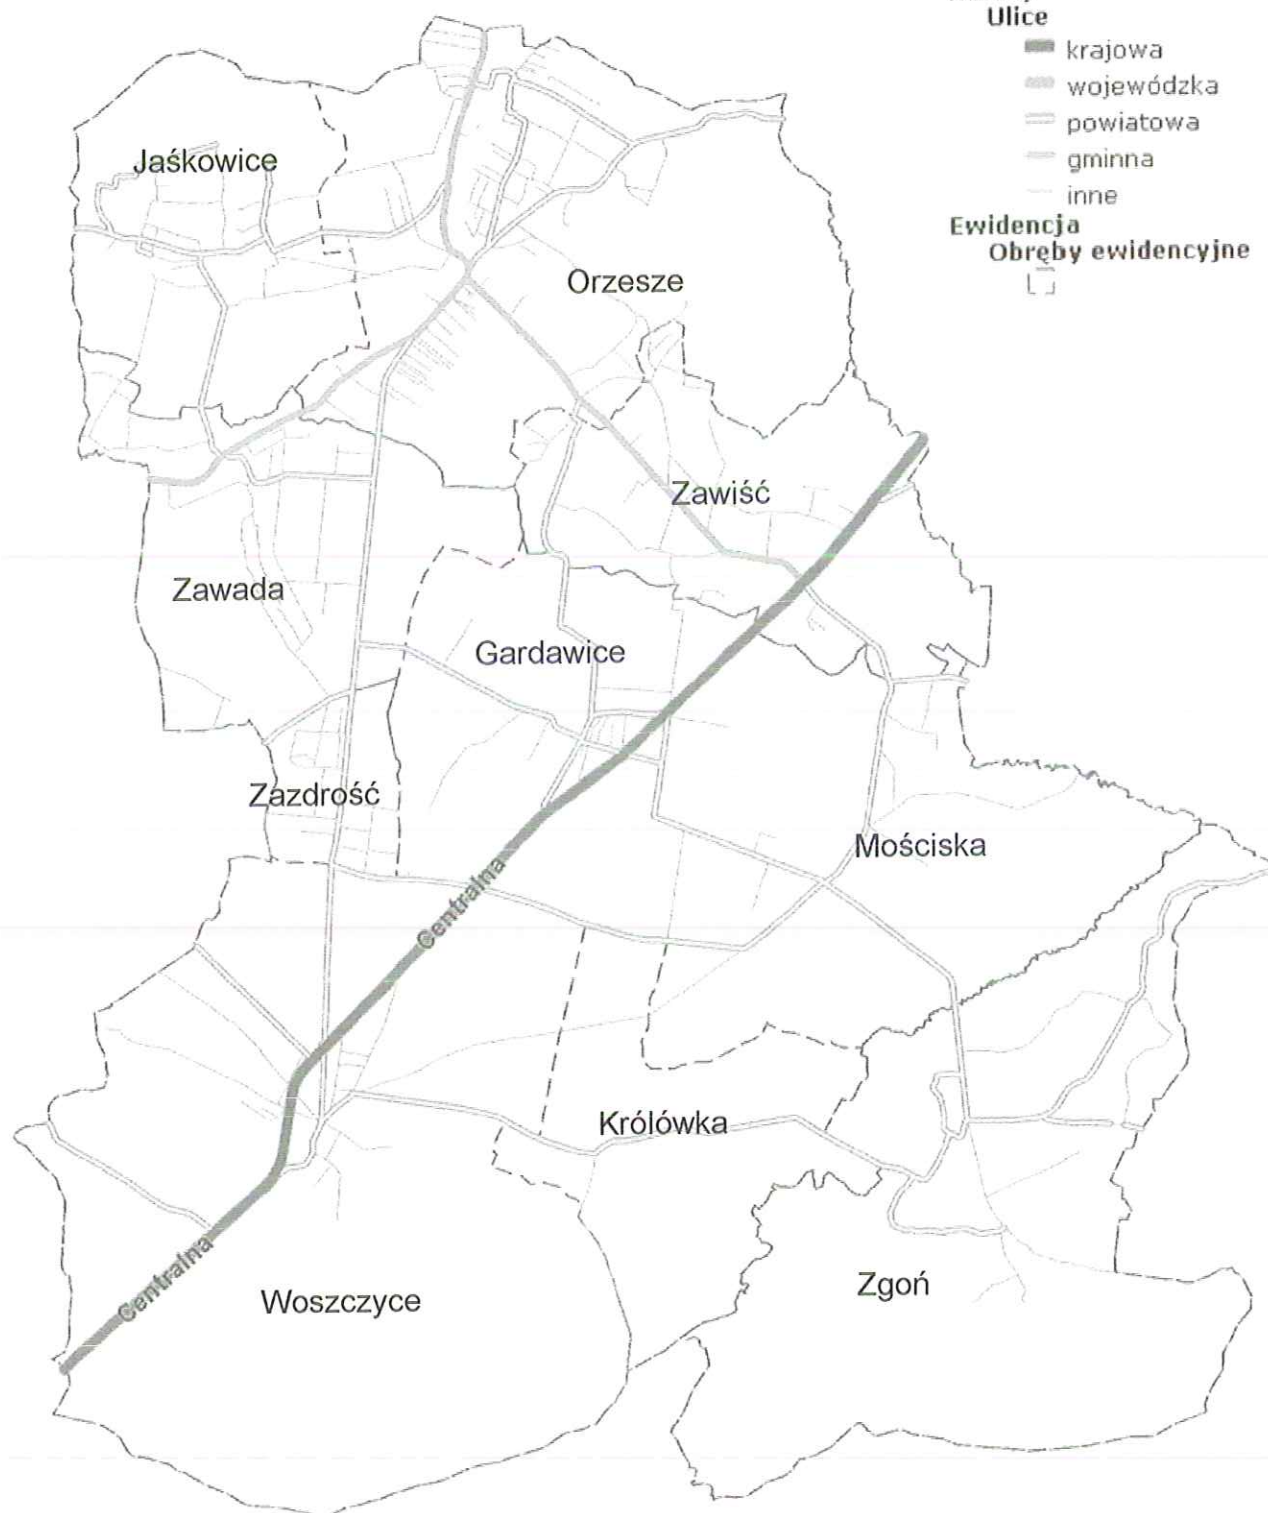 Ulice
krajowa
wojewódzka
powiatowa
gminna
inne
Ewidencja
Obręby ewidencyjne
Jaśkowice
Orzesze
Zawiść
Zawada
Gardawice
Zazdrość
Mościska
Centralna
Królówka
Centralna
Woszczyce
Zgoń